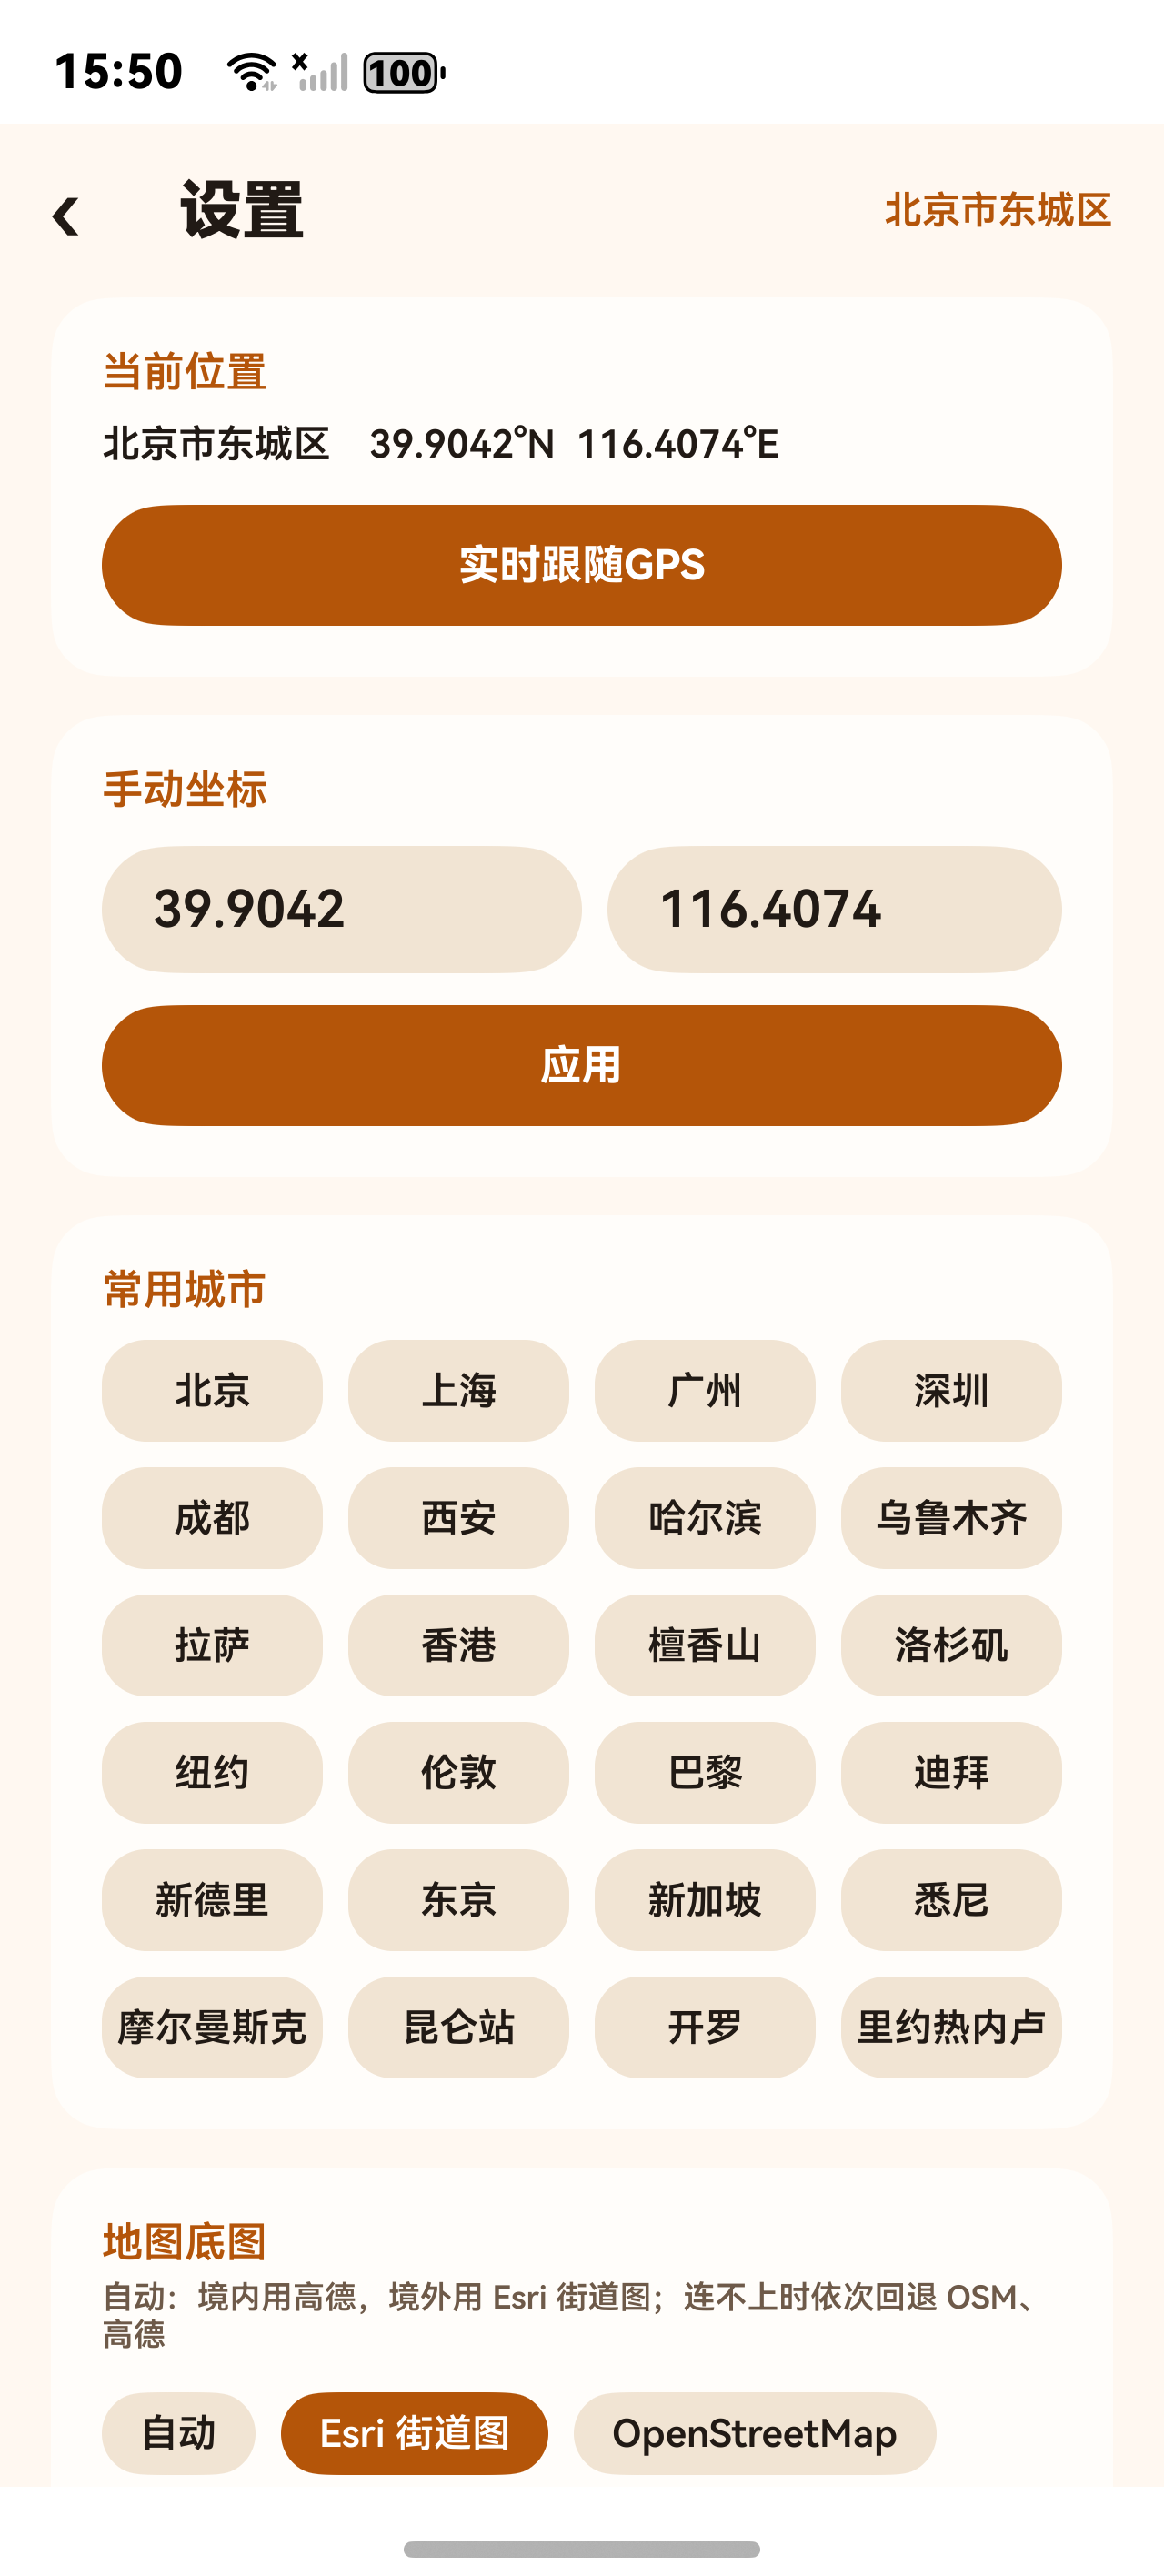 15:50
100
设置
北京市东城区
当前位置
北京市东城区 39.9042°N 116.4074°E
实时跟随GPS
手动坐标
39.9042 116.4074
应用
常用城市
北京 上海 广州 深圳
成都 西安 哈尔滨 乌鲁木齐
拉萨 香港 檀香山 洛杉矶
纽约 伦敦 巴黎 迪拜
新德里 东京 新加坡 悉尼
摩尔曼斯克 昆仑站 开罗 里约热内卢
地图底图
自动：境内用高德，境外用 Esri 街道图；连不上时依次回退 OSM、
高德
自动 Esri 街道图 OpenStreetMap